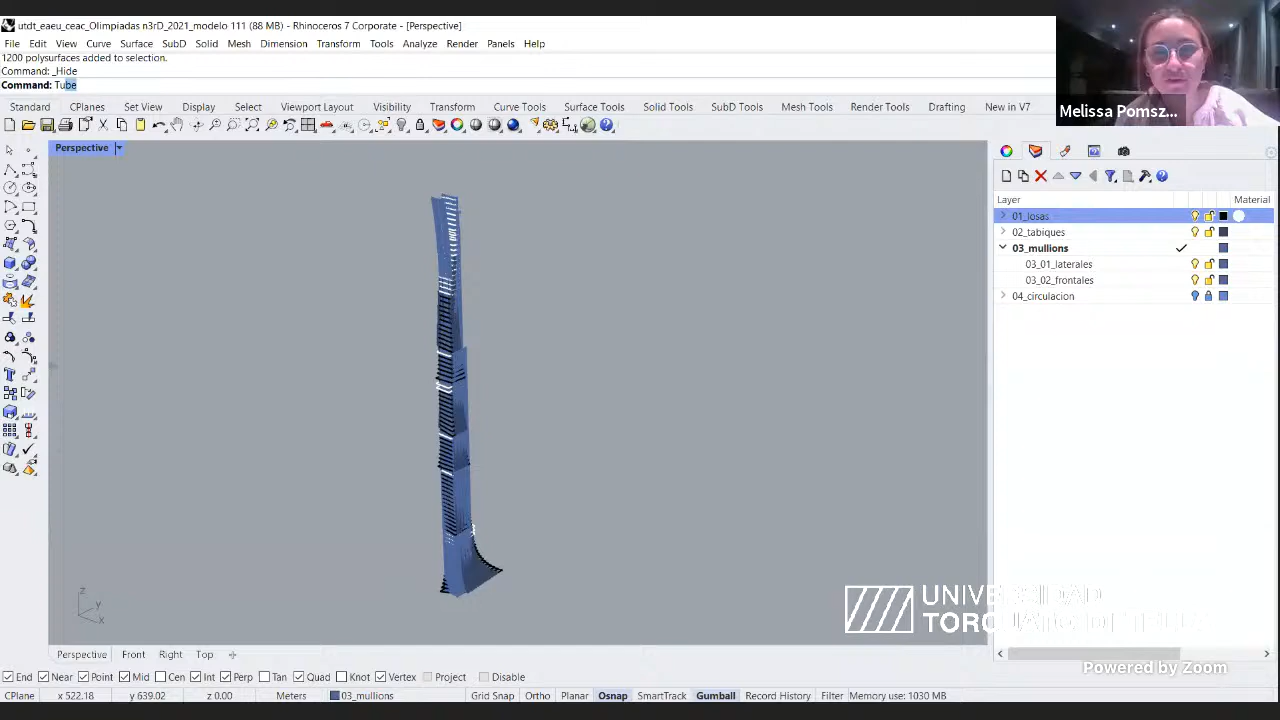 utdt_eaeu_ceac_Olimpiadas n3rD_2021_modelo 111 (88 MB) - Rhinoceros 7 Corporate - [Perspective]
File Edit View Curve Surface SubD Solid Mesh Dimension Transform Tools Analyze Render Panels Help
1200 polysurfaces added to selection.
Command: _Hide
Command: Tube
Standard CPlanes Set View Display Select Viewport Layout Visibility Transform Curve Tools Surface Tools Solid Tools SubD Tools Mesh Tools Render Tools Drafting New in V7
Melissa Pomsz...
Perspective
Layer Material
01_losas
02_tabiques
03_mullions
03_01_laterales
03_02_frontales
04_circulacion
z
y
x
UNIVERSIDAD
TORCUATO DI TELLA
Powered by Zoom
Perspective Front Right Top
End Near Point Mid Cen Int Perp Tan Quad Knot Vertex Project Disable
CPlane x 522.18 y 639.02 z 0.00 Meters 03_mullions Grid Snap Ortho Planar Osnap SmartTrack Gumball Record History Filter Memory use: 1030 MB